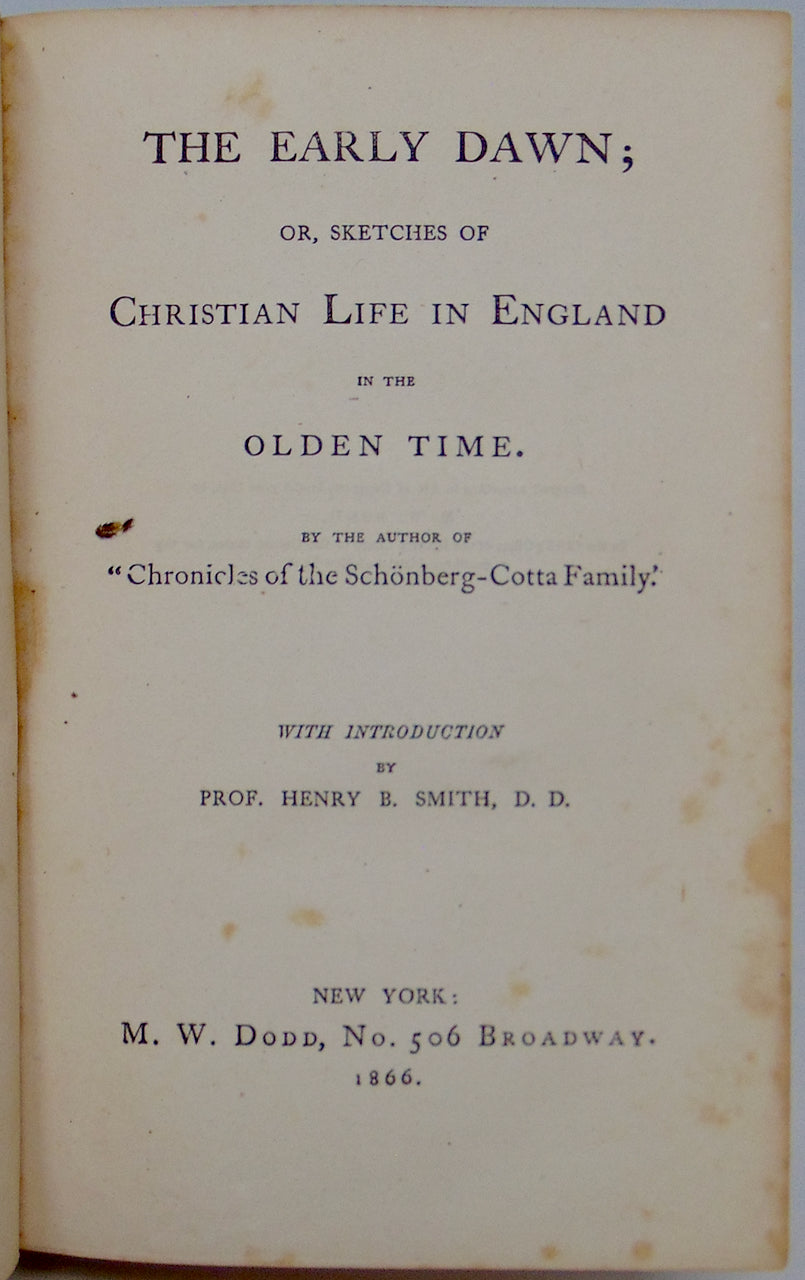 THE EARLY DAWN;
OR, SKETCHES OF
CHRISTIAN LIFE IN ENGLAND
IN THE
OLDEN TIME.
BY THE AUTHOR OF
"Chronicles of the Schönberg-Cotta Family."
WITH INTRODUCTION
BY
PROF. HENRY B. SMITH, D. D.
NEW YORK:
M. W. DODD, No. 506 BROADWAY.
1866.